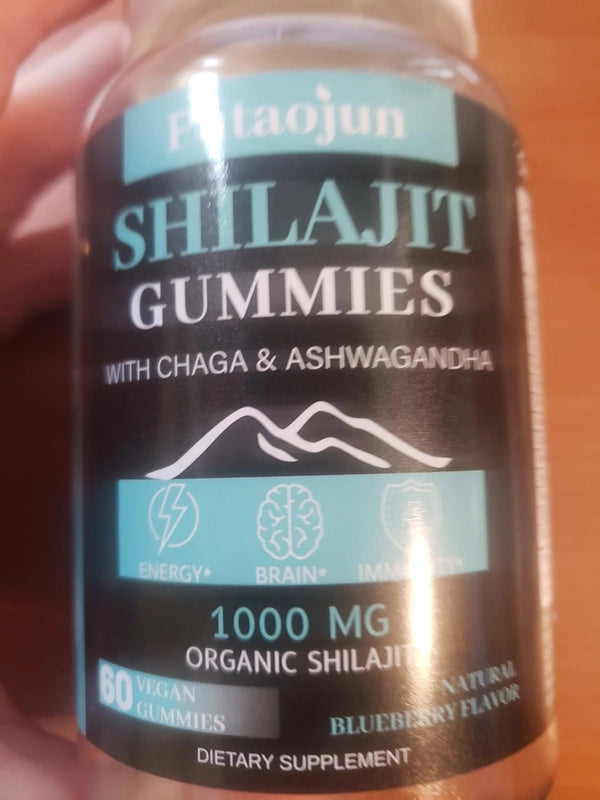 SHILAJIT
GUMMIES
WITH CHAGA & ASHWAGANDHA
ENERGY*
BRAIN*
IMMUNITY*
1000 MG
ORGANIC SHILAJIT
60 VEGAN
GUMMIES
NATURAL
BLUEBERRY FLAVOR
DIETARY SUPPLEMENT